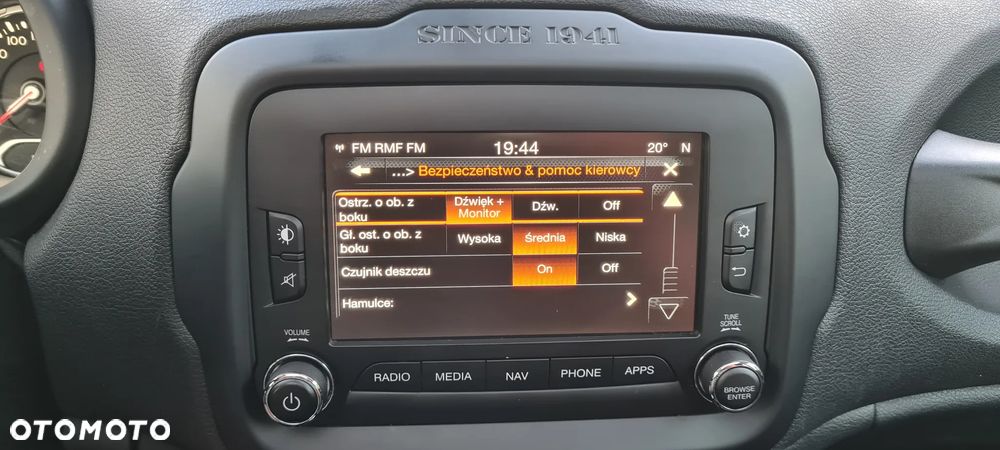 SINCE 1941
100
FM RMF FM 19:44 20° N
...> Bezpieczeństwo & pomoc kierowcy
Ostrz. o ob. z boku
Dźwięk + Monitor
Dźw.
Off
Gł. ost. o ob. z boku
Wysoka
Średnia
Niska
Czujnik deszczu
On
Off
Hamulce:
VOLUME
TUNE
SCROLL
RADIO MEDIA NAV PHONE APPS
BROWSE
ENTER
OTOMOTO